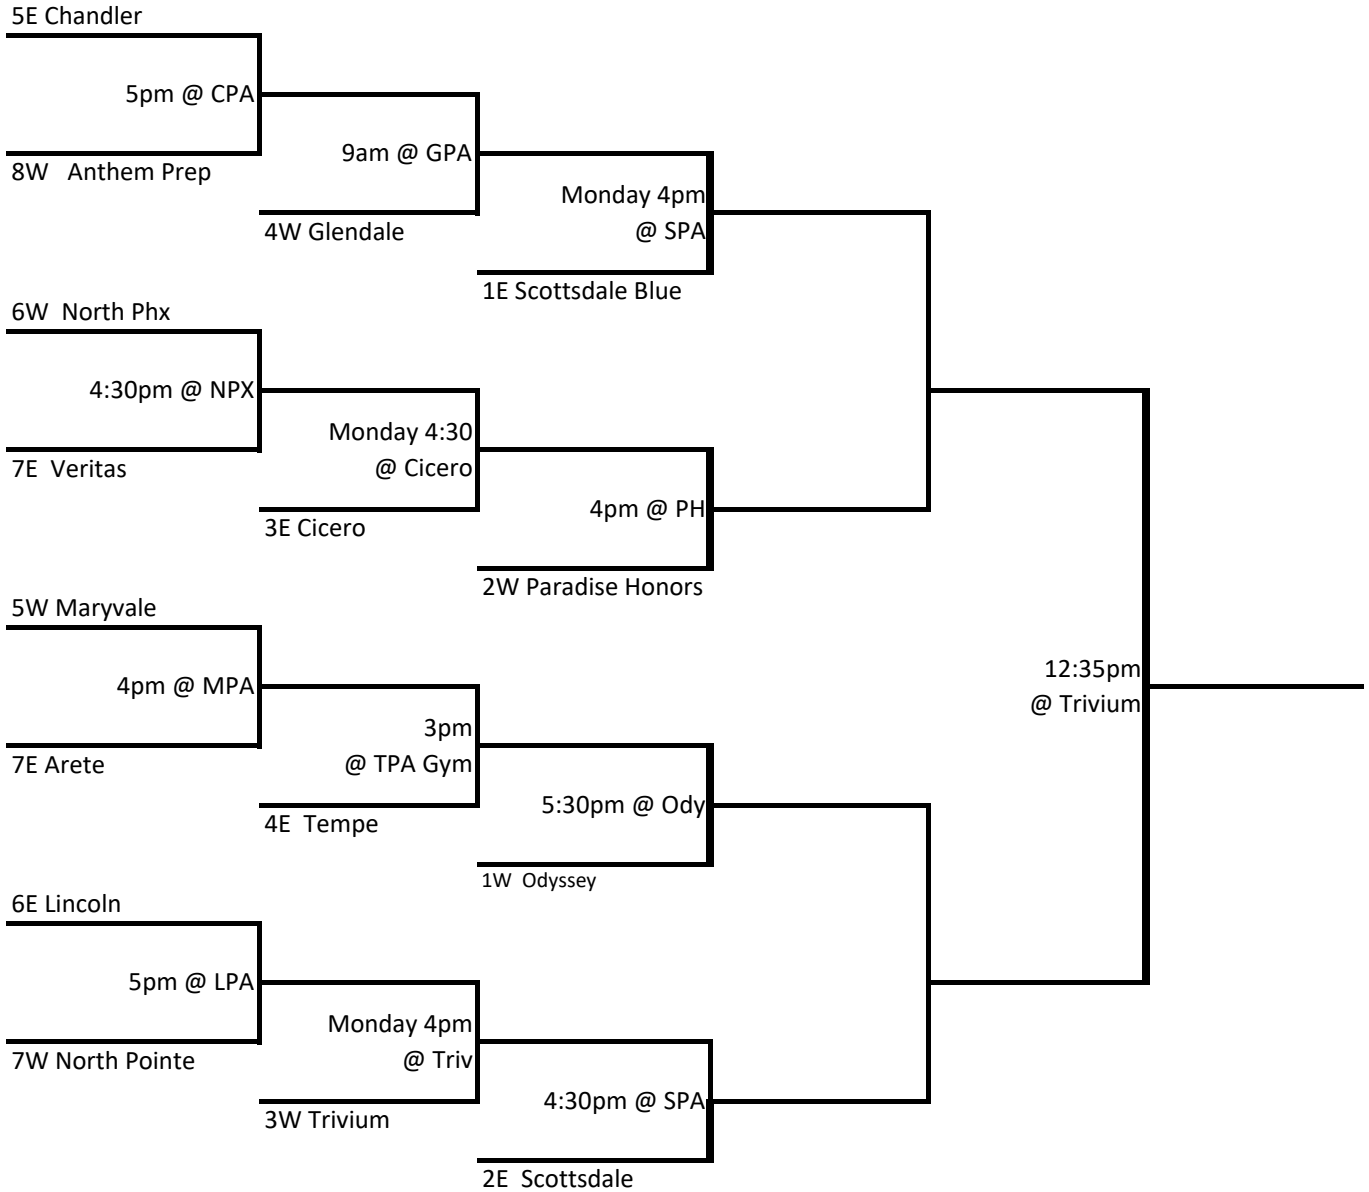 5E Chandler
5pm @ CPA
8W   Anthem Prep
9am @ GPA
4W Glendale
Monday 4pm
@ SPA
1E Scottsdale Blue
6W  North Phx
4:30pm @ NPX
7E  Veritas
Monday 4:30
@ Cicero
3E Cicero
4pm @ PH
2W Paradise Honors
5W Maryvale
4pm @ MPA
7E Arete
3pm
@ TPA Gym
4E  Tempe
5:30pm @ Ody
1W  Odyssey
12:35pm
@ Trivium
6E Lincoln
5pm @ LPA
7W North Pointe
Monday 4pm
@ Triv
3W Trivium
4:30pm @ SPA
2E  Scottsdale